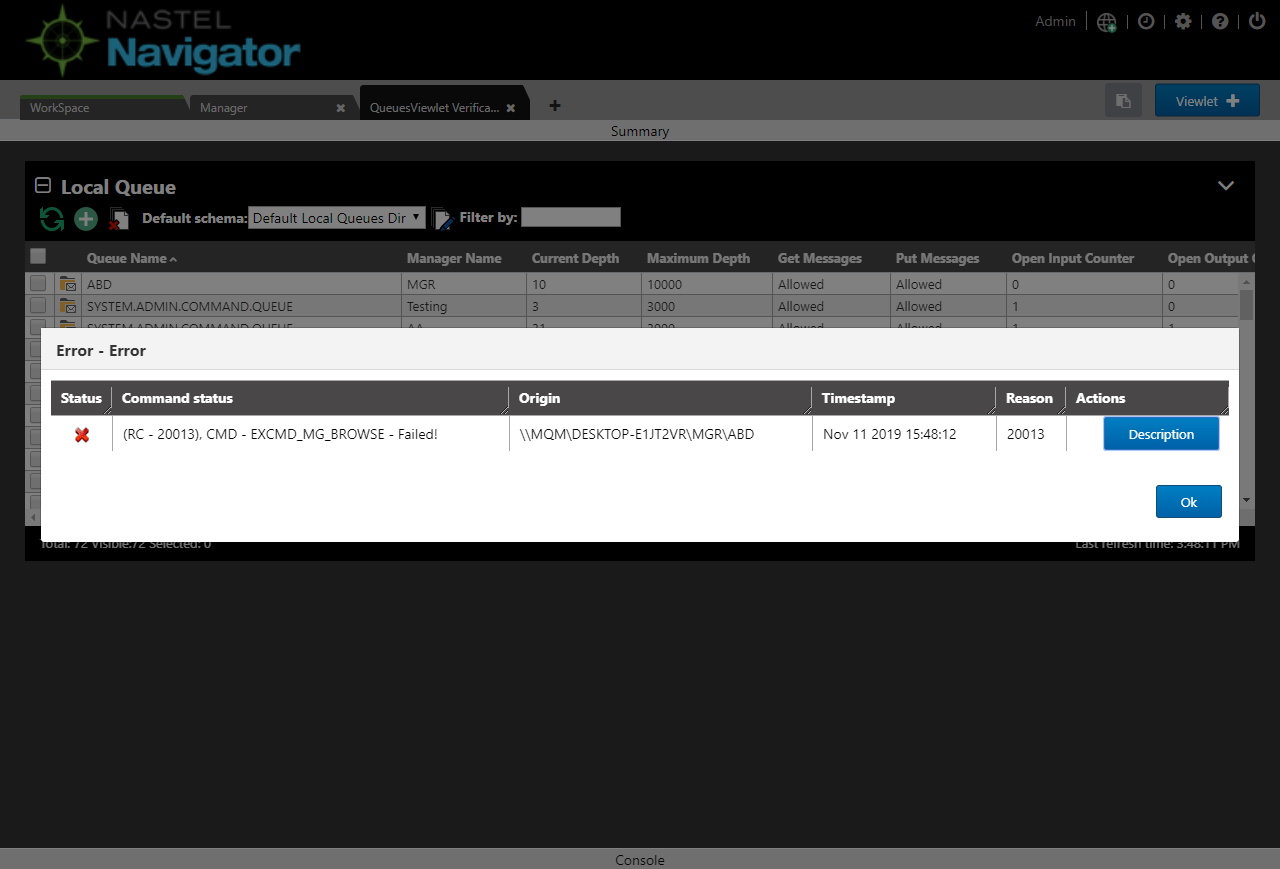 NASTEL
Navigator
Admin
WorkSpace
Manager
QueuesViewlet Verifica...
Viewlet
Summary
Local Queue
Default schema: Default Local Queues Dir Filter by:
Queue Name Manager Name Current Depth Maximum Depth Get Messages Put Messages Open Input Counter Open Output
ABD MGR 10 10000 Allowed Allowed 0 0
SYSTEM.ADMIN.COMMAND.QUEUE Testing 3 3000 Allowed Allowed 1 0
SYSTEM.ADMIN.COMMAND.QUEUE AA 21 3000 Allowed Allowed 1 1
Error - Error
Status Command status Origin Timestamp Reason Actions
(RC - 20013), CMD - EXCMD_MG_BROWSE - Failed! \\MQM\DESKTOP-E1JT2VR\MGR\ABD Nov 11 2019 15:48:12 20013 Description
Ok
Total: 72 Visible:72 Selected: 0
Last refresh time: 3:48:11 PM
Console